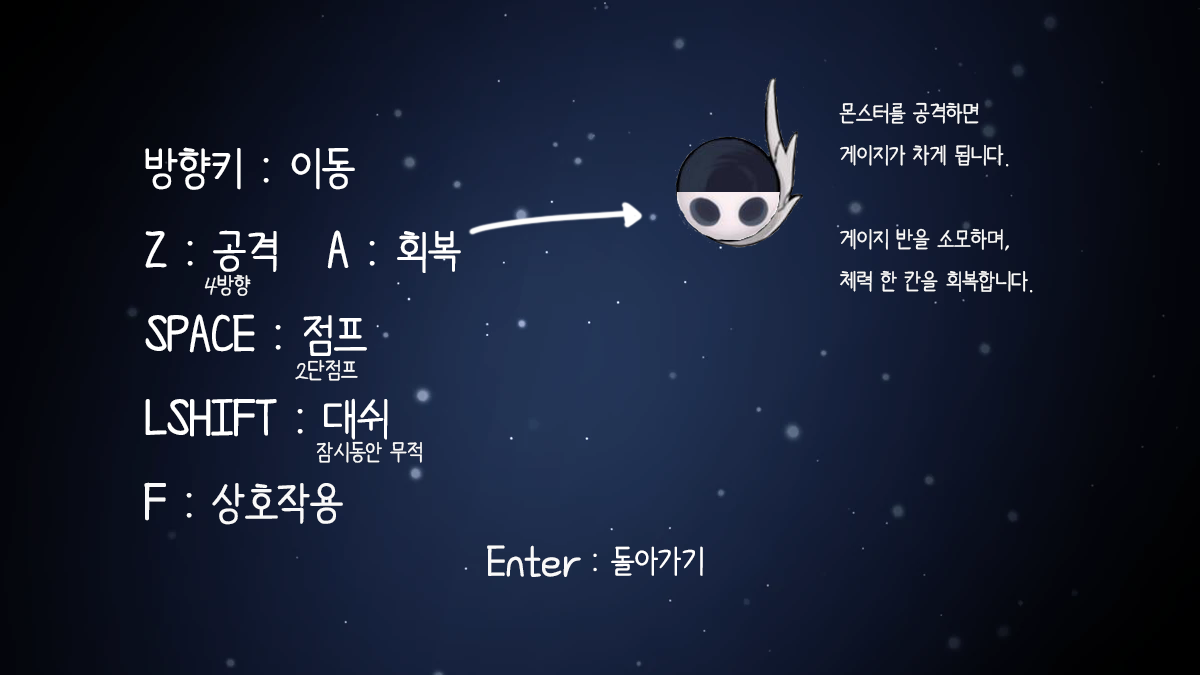 방향키 : 이동
Z : 공격 A : 회복
4방향
SPACE : 점프
2단점프
LSHIFT : 대쉬
잠시동안 무적
F : 상호작용
몬스터를 공격하면
게이지가 차게 됩니다.
게이지 반을 소모하며,
체력 한 칸을 회복합니다.
Enter : 돌아가기